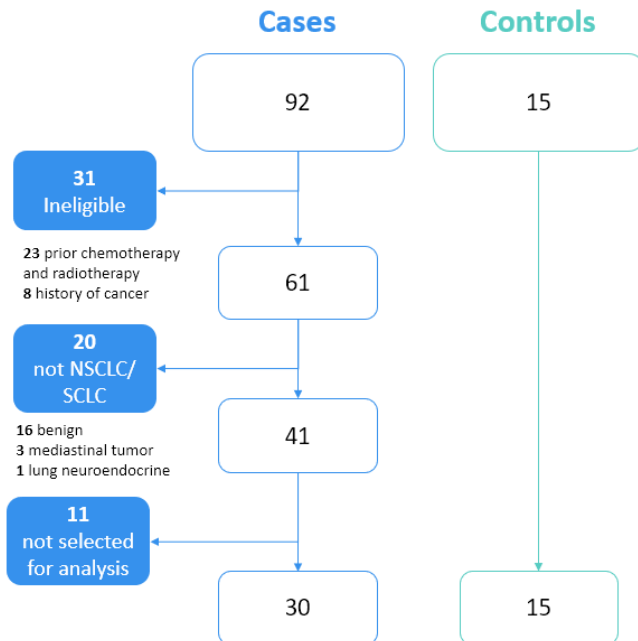 Cases
Controls
92
15
31
Ineligible
23 prior chemotherapy
and radiotherapy
8 history of cancer
61
20
not NSCLC/
SCLC
16 benign
3 mediastinal tumor
1 lung neuroendocrine
41
11
not selected
for analysis
30
15